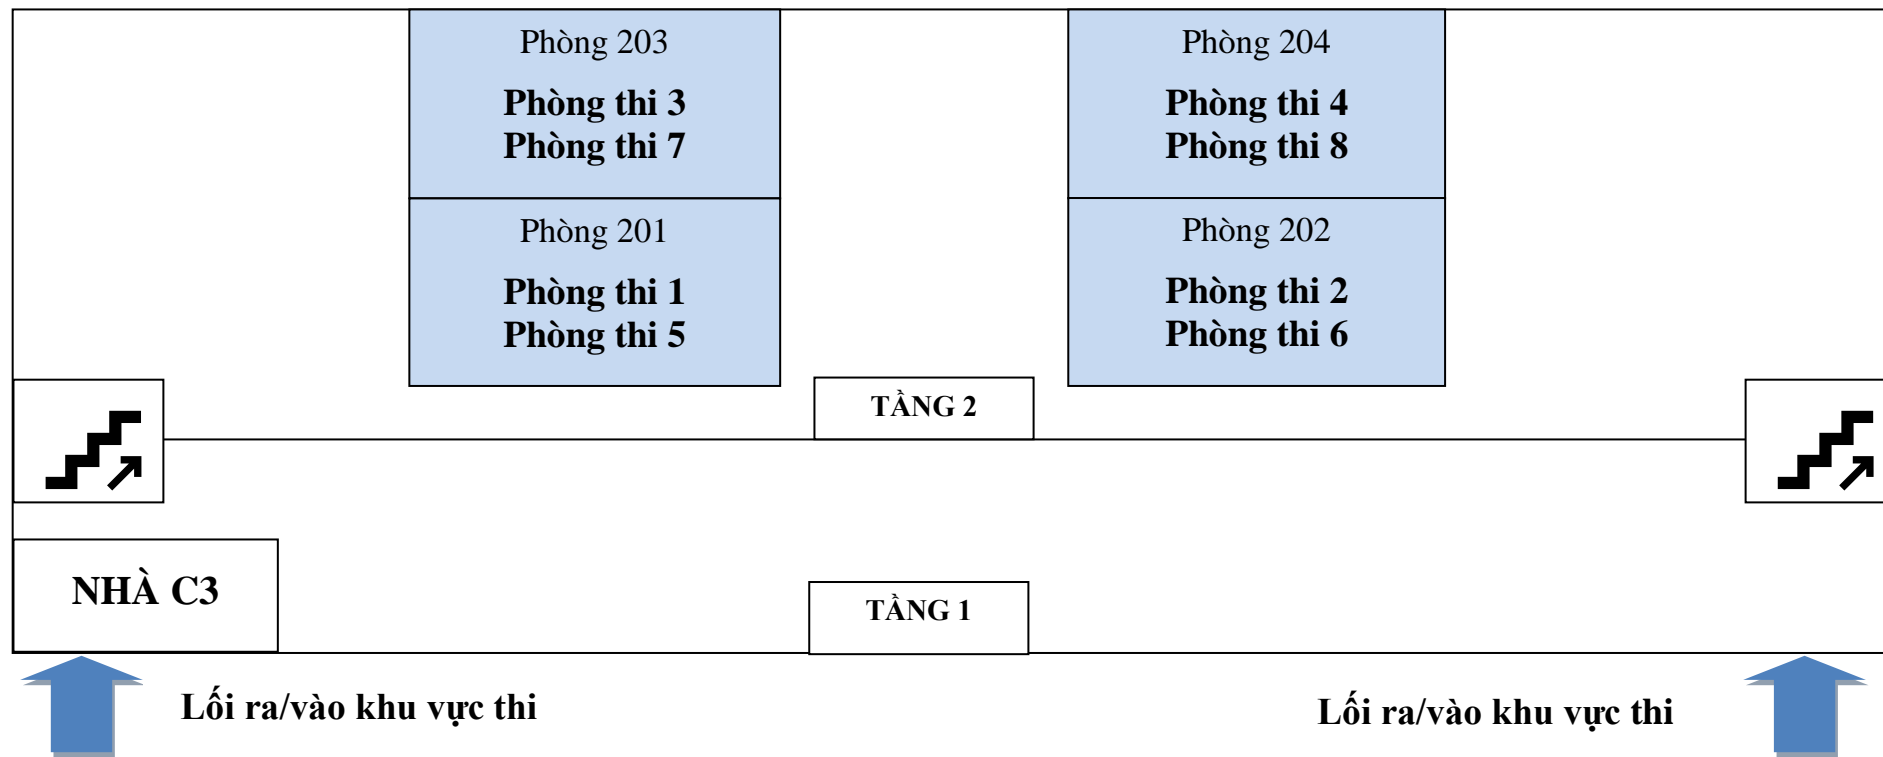 Phòng 203
Phòng thi 3
Phòng thi 7
Phòng 204
Phòng thi 4
Phòng thi 8
Phòng 201
Phòng thi 1
Phòng thi 5
Phòng 202
Phòng thi 2
Phòng thi 6
TẦNG 2
NHÀ C3
TẦNG 1
Lối ra/vào khu vực thi
Lối ra/vào khu vực thi